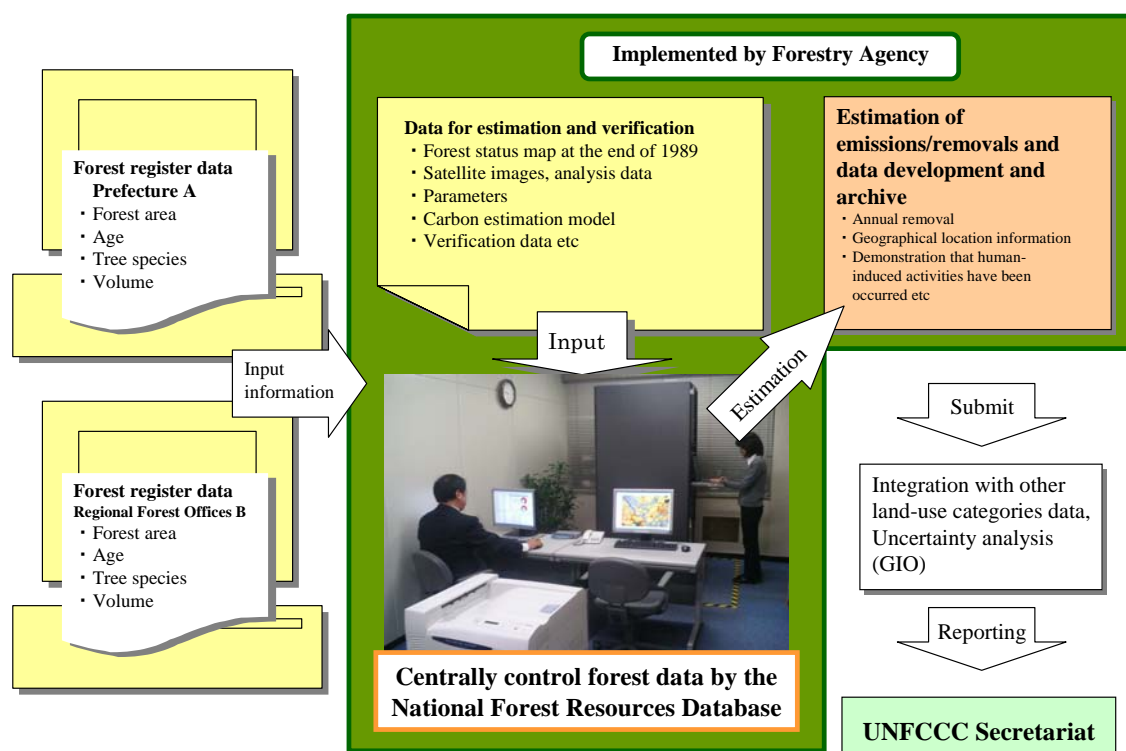 Implemented by Forestry Agency
Forest register data
Prefecture A
・Forest area
・Age
・Tree species
・Volume
Forest register data
Regional Forest Offices B
・Forest area
・Age
・Tree species
・Volume
Input
information
Data for estimation and verification
・Forest status map at the end of 1989
・Satellite images, analysis data
・Parameters
・Carbon estimation model
・Verification data etc
Input
Centrally control forest data by the
National Forest Resources Database
Estimation
Estimation of
emissions/removals and
data development and
archive
・Annual removal
・Geographical location information
・Demonstration that human-
induced activities have been
occurred etc
Submit
Integration with other
land-use categories data,
Uncertainty analysis
(GIO)
Reporting
UNFCCC Secretariat